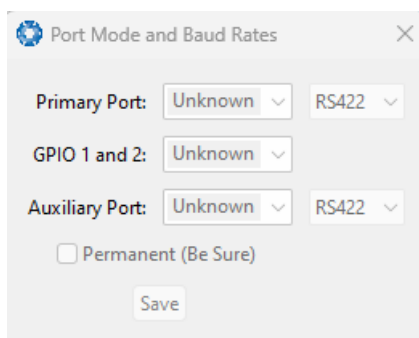 Port Mode and Baud Rates
Primary Port: Unknown RS422
GPIO 1 and 2: Unknown
Auxiliary Port: Unknown RS422
Permanent (Be Sure)
Save